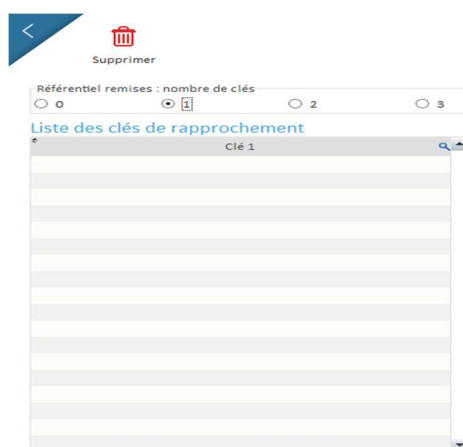 Supprimer
Référentiel remises : nombre de clés
0 1 2 3
Liste des clés de rapprochement
Clé 1